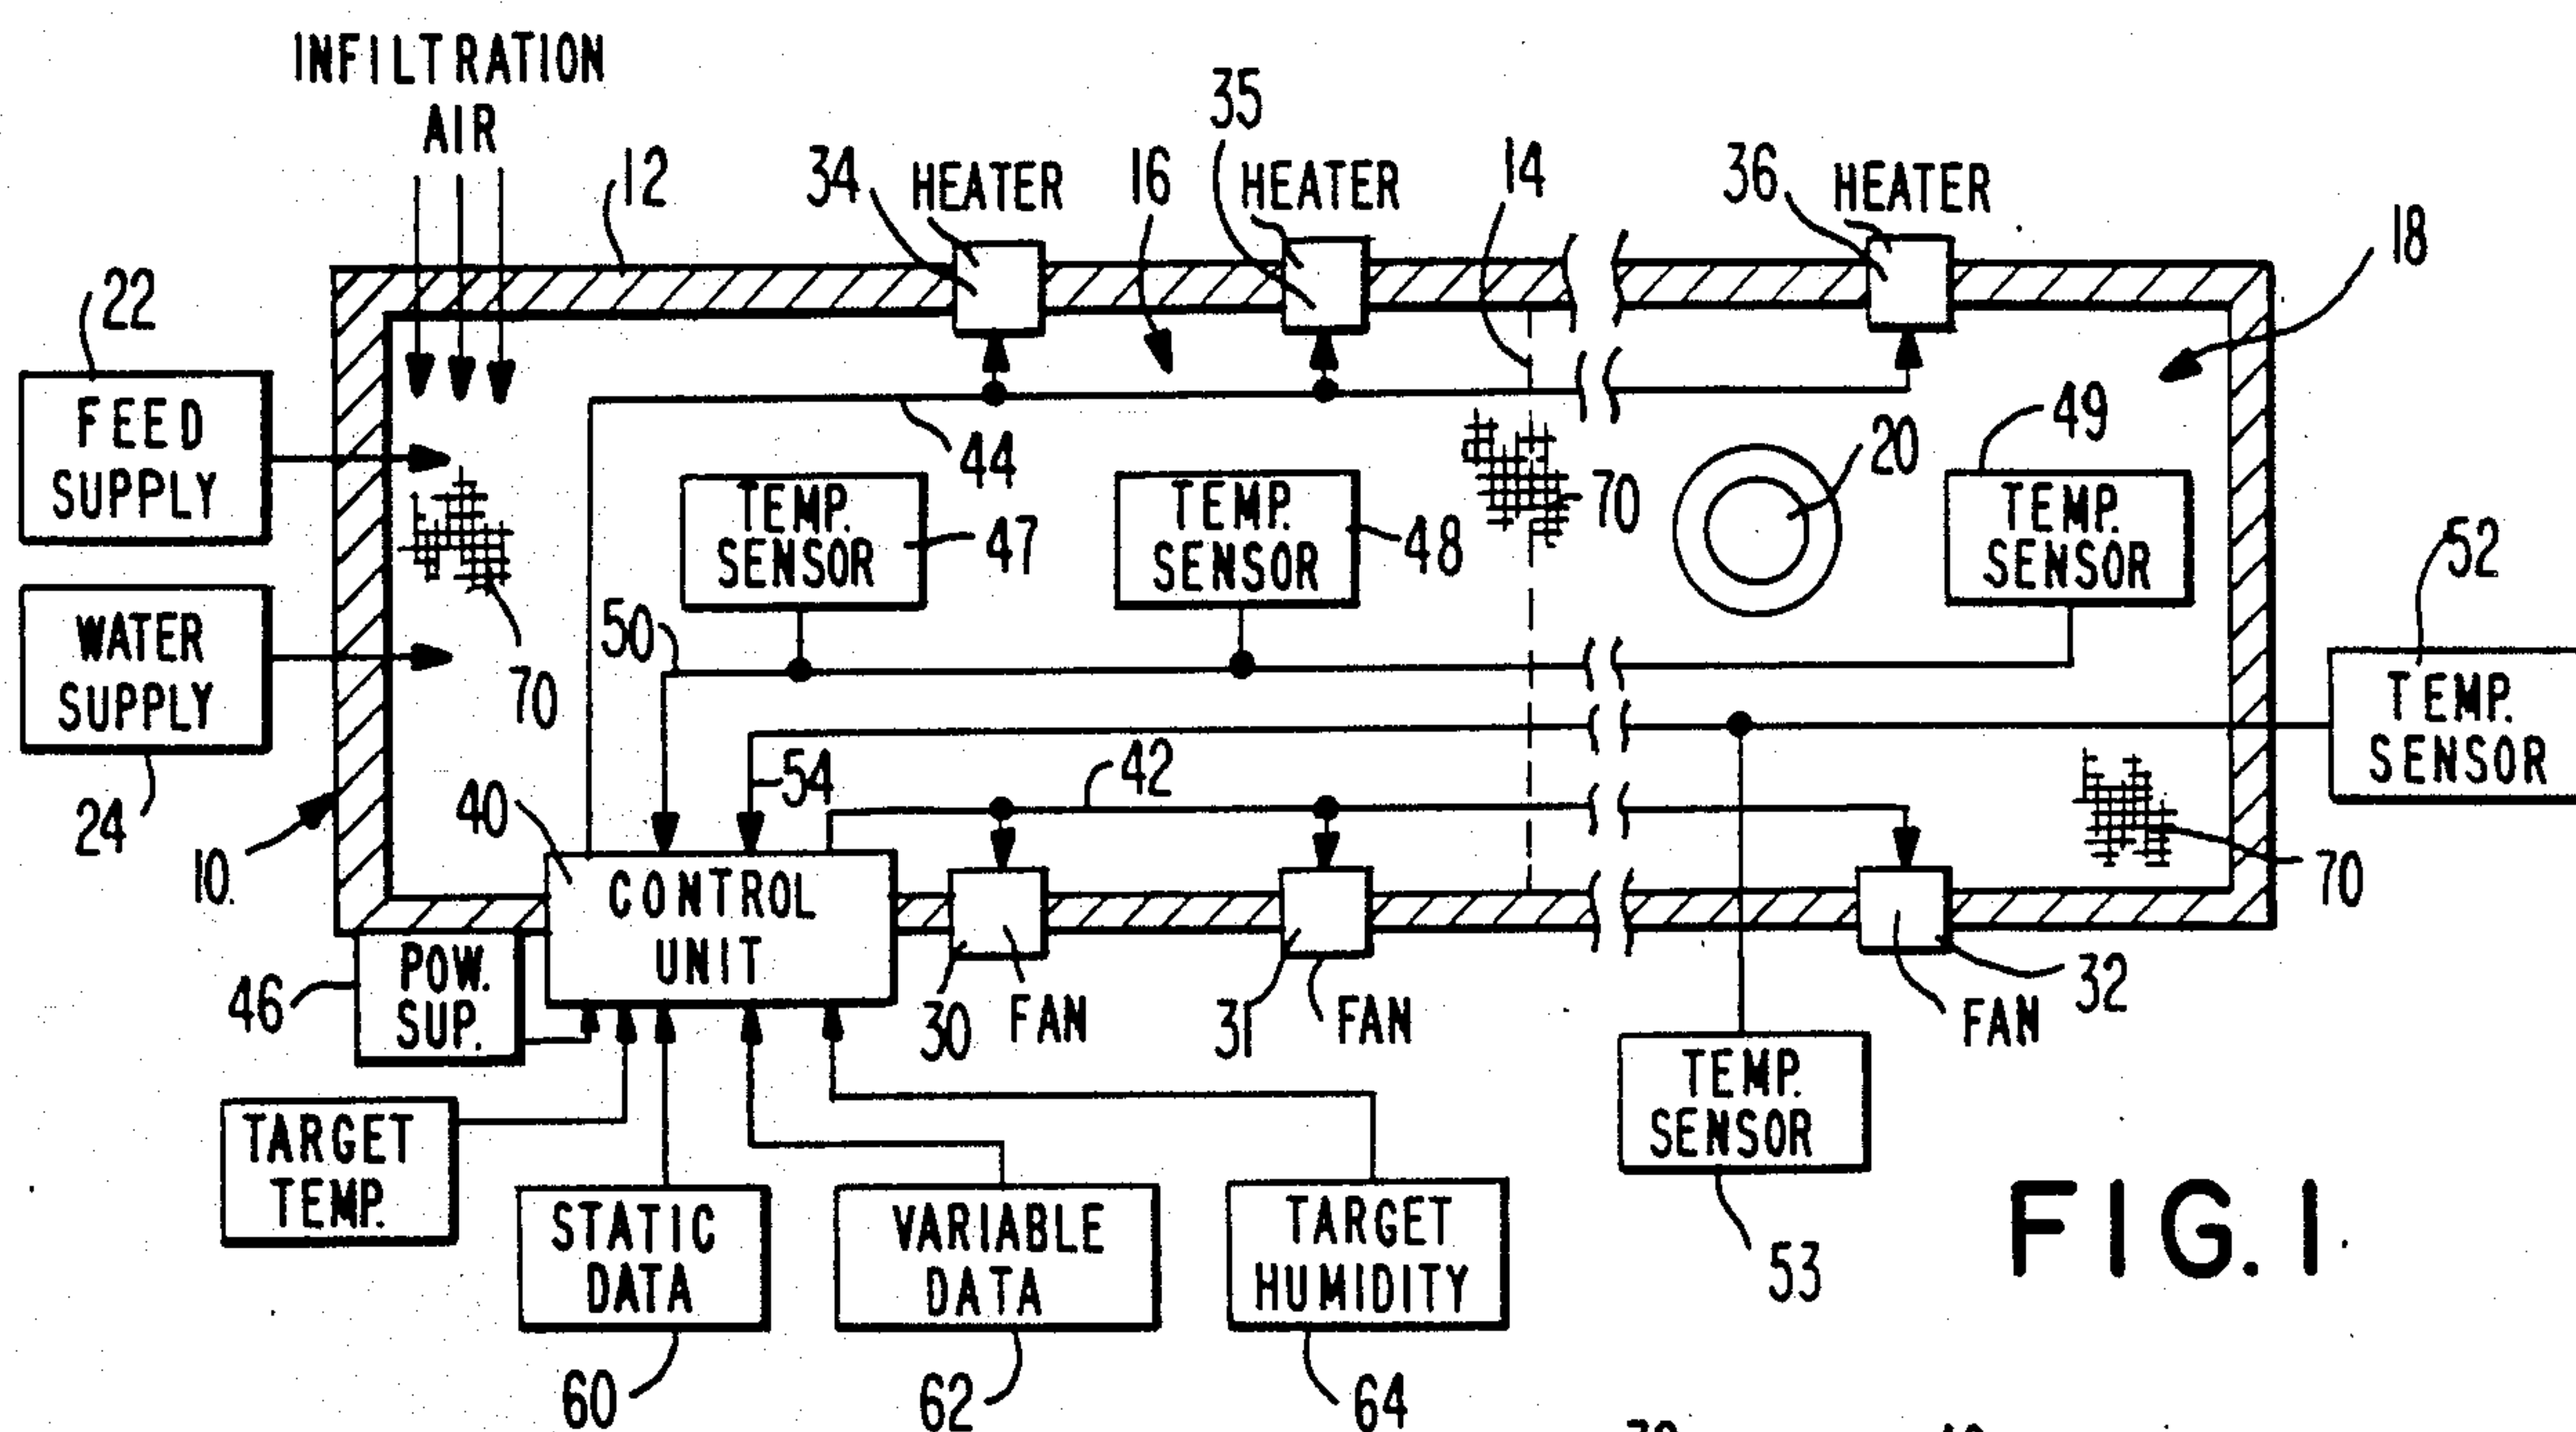 INFILTRATION
AIR
12
34
HEATER
16
35
HEATER
14
36
HEATER
18
22
FEED
SUPPLY
44
TEMP.
SENSOR
47
TEMP.
SENSOR
48
70
20
49
TEMP.
SENSOR
52
TEMP.
SENSOR
WATER
SUPPLY
24
70
50
54
42
10.
40
CONTROL
UNIT
46
POW.
SUP.
30
FAN
31
FAN
32
FAN
70
TARGET
TEMP.
STATIC
DATA
60
VARIABLE
DATA
62
TARGET
HUMIDITY
64
TEMP.
SENSOR
53
FIG. 1